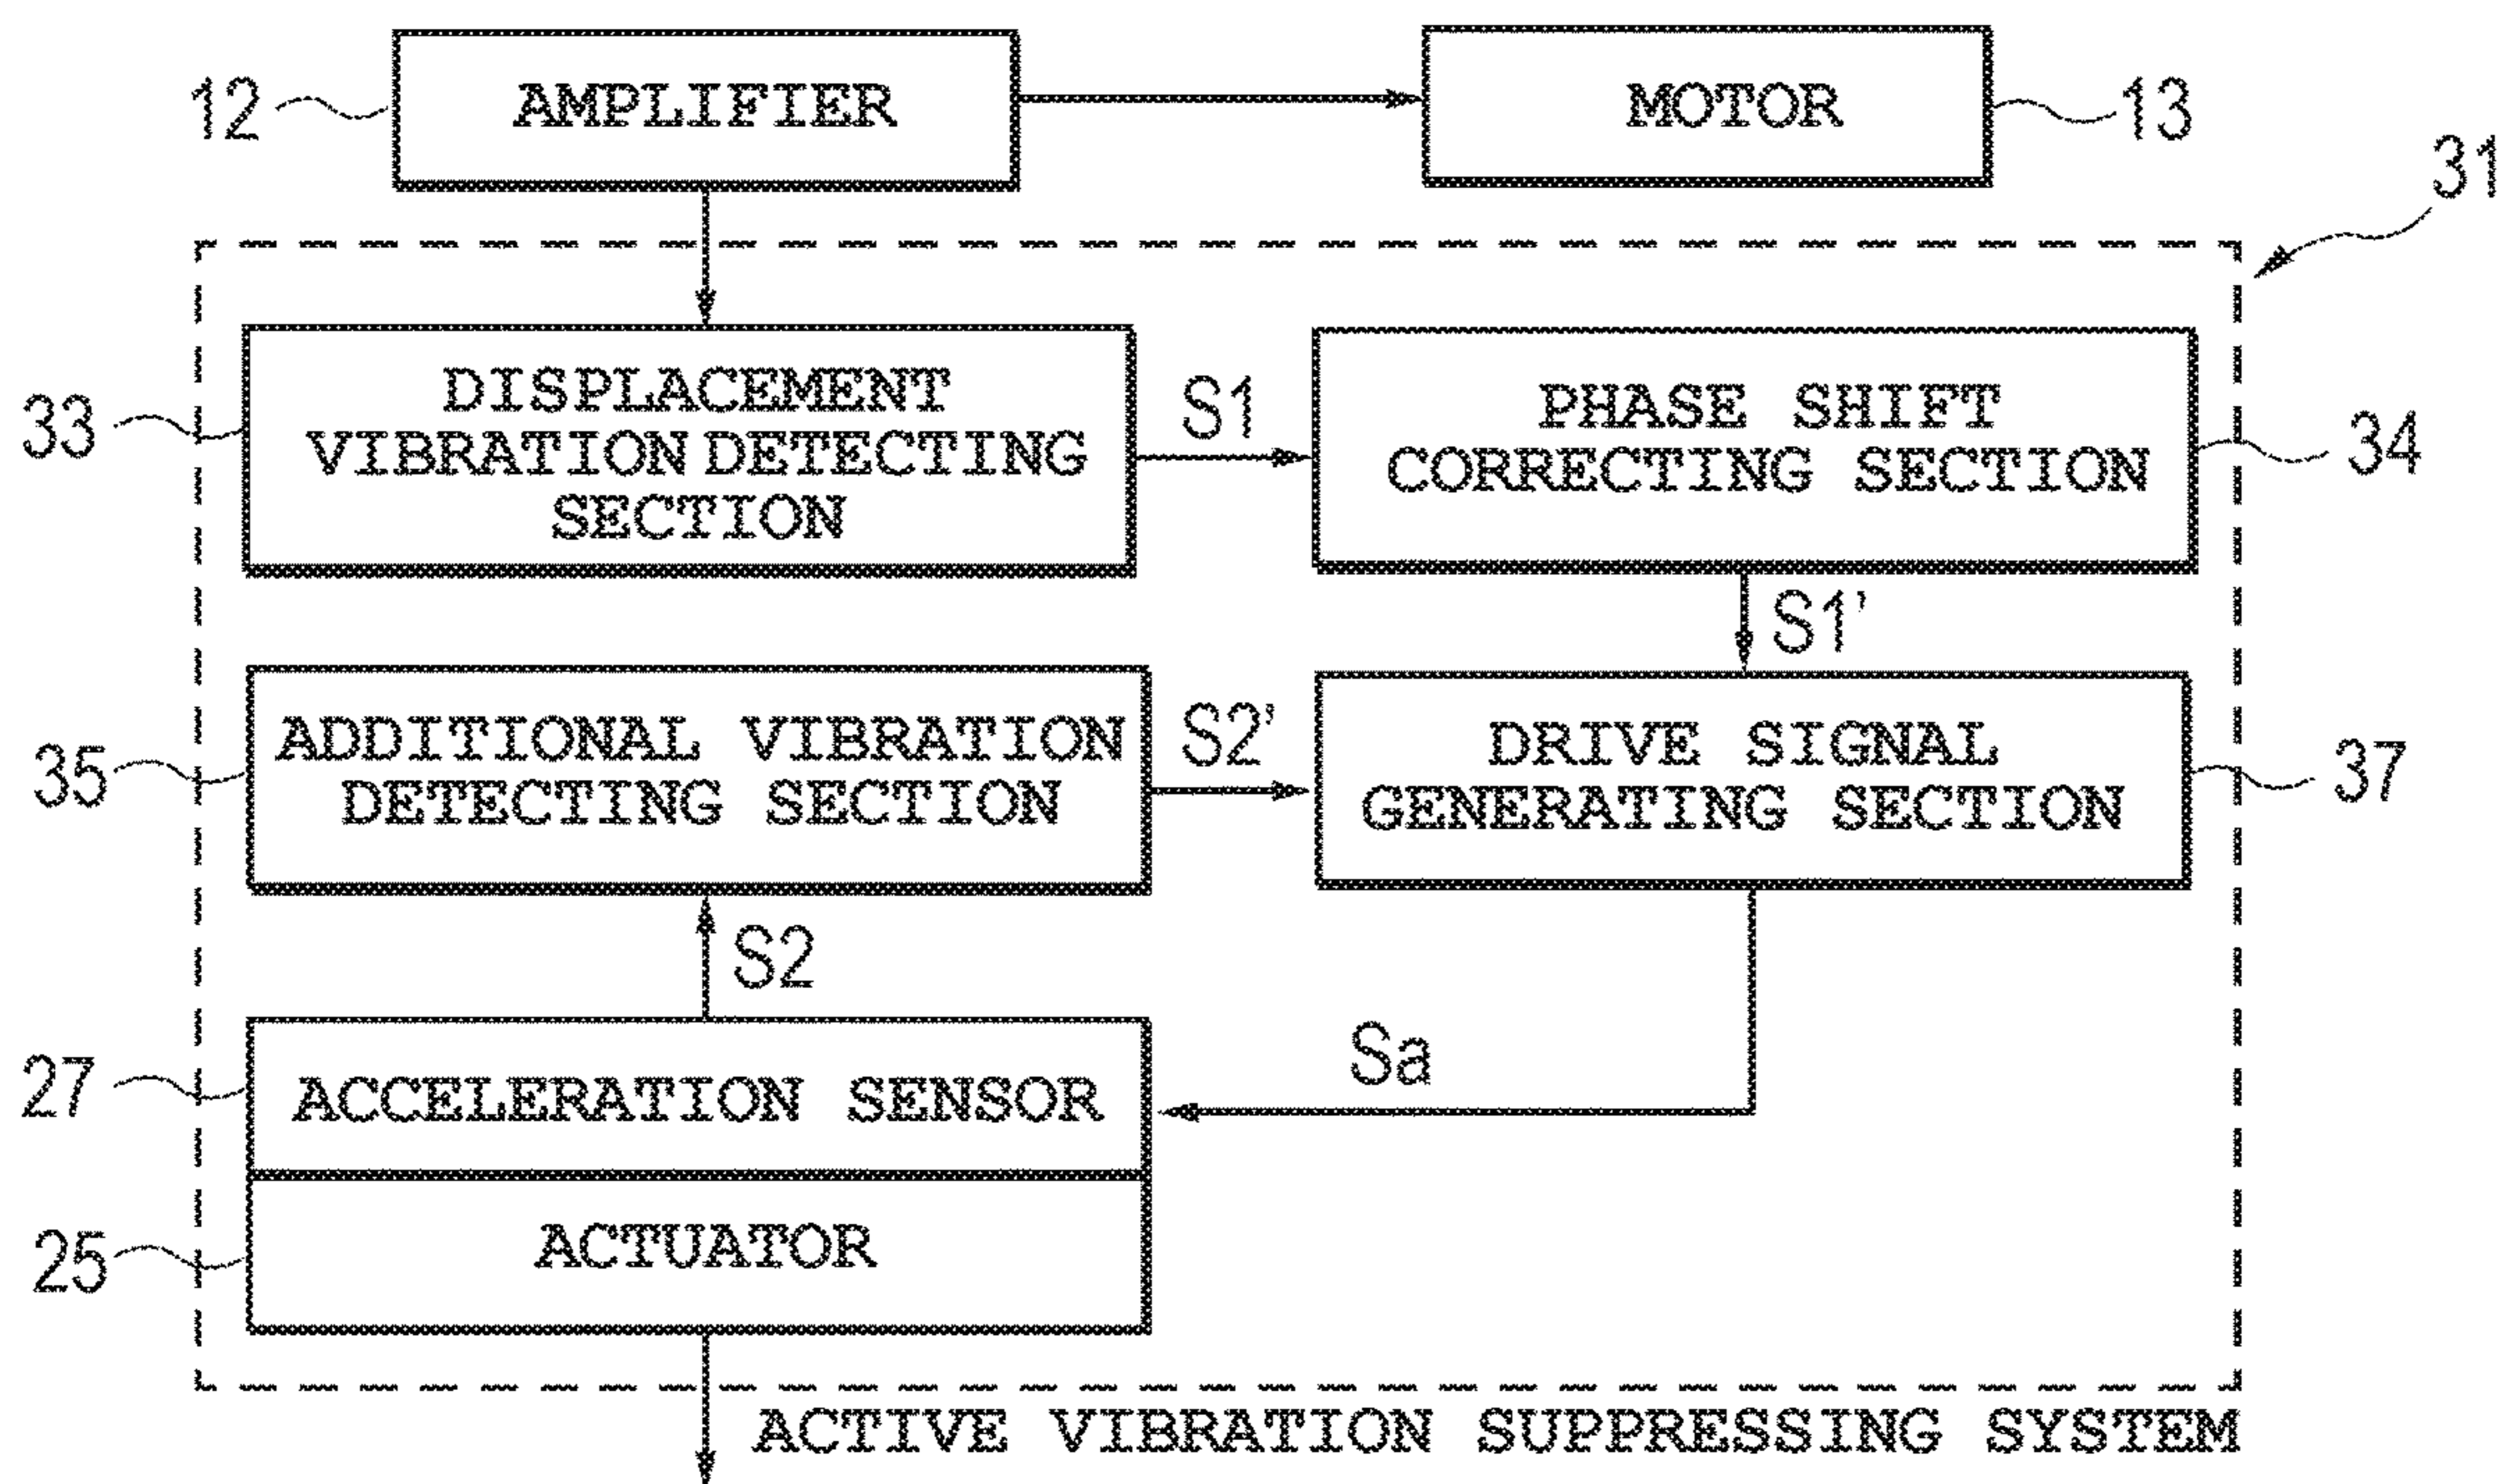 12
AMPLIFIER
MOTOR
13
31
33
DISPLACEMENT
VIBRATION DETECTING
SECTION
S1
PHASE SHIFT
CORRECTING SECTION
34
S1'
35
ADDITIONAL VIBRATION
DETECTING SECTION
S2'
DRIVE SIGNAL
GENERATING SECTION
37
S2
27
ACCELERATION SENSOR
Sa
25
ACTUATOR
ACTIVE VIBRATION SUPPRESSING SYSTEM